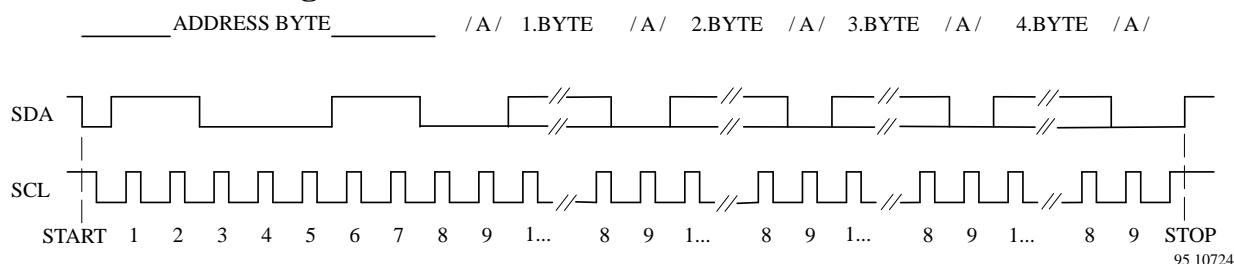 ADDRESS BYTE /A/ 1.BYTE /A/ 2.BYTE /A/ 3.BYTE /A/ 4.BYTE /A/
SDA
SCL
START 1 2 3 4 5 6 7 8 9 1... 8 9 1... 8 9 1... 8 9 1... 8 9 STOP
95 10724